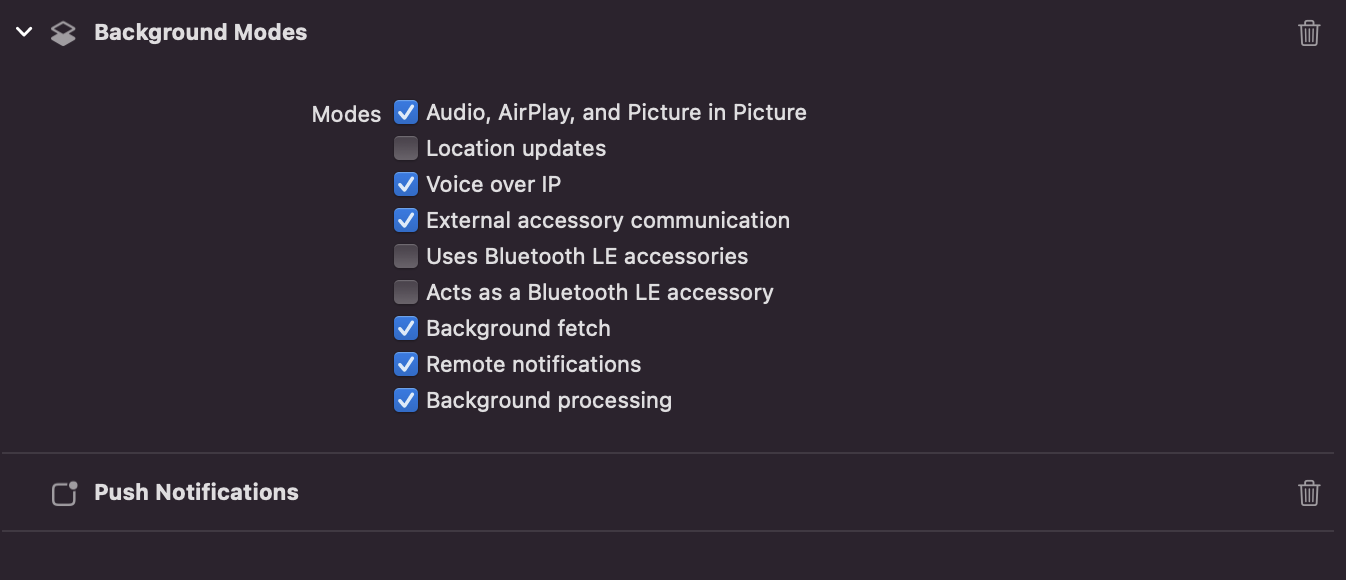 Background Modes
Modes
Audio, AirPlay, and Picture in Picture
Location updates
Voice over IP
External accessory communication
Uses Bluetooth LE accessories
Acts as a Bluetooth LE accessory
Background fetch
Remote notifications
Background processing
Push Notifications